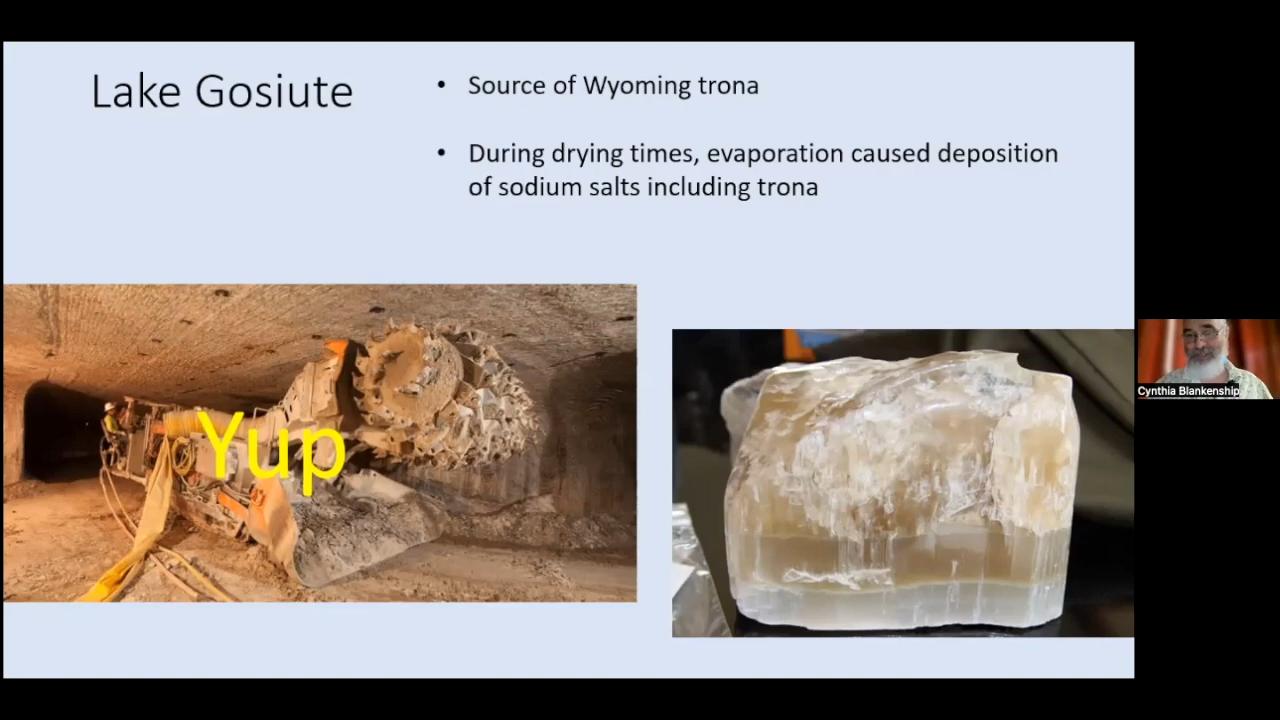 Lake Gosiute
• Source of Wyoming trona
• During drying times, evaporation caused deposition
of sodium salts including trona
Yup
Cynthia Blankenship